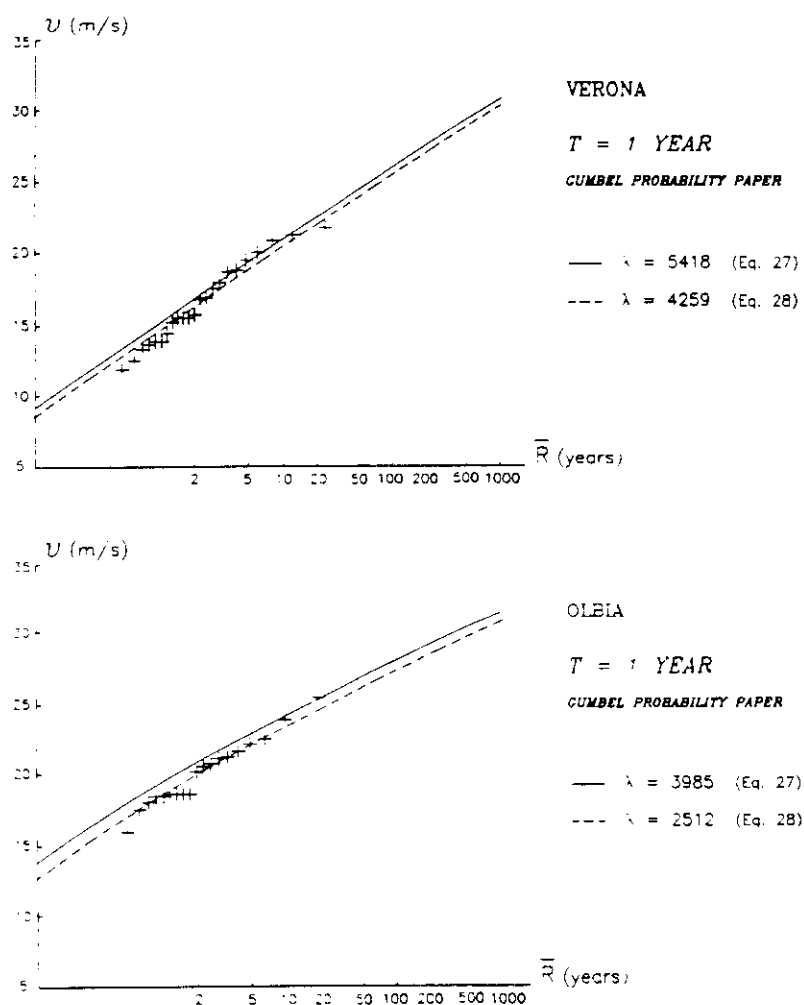 υ (m/s)
35
30
25
20
15
10
5
2 5 10 20 50 100 200 500 1000
R̅ (years)
VERONA
T = 1 YEAR
GUMBEL PROBABILITY PAPER
λ = 5418 (Eq. 27)
λ = 4259 (Eq. 28)
υ (m/s)
35
30
25
20
15
10
5
2 5 10 20 50 100 200 500 1000
R̅ (years)
OLBIA
T = 1 YEAR
GUMBEL PROBABILITY PAPER
λ = 3985 (Eq. 27)
λ = 2512 (Eq. 28)